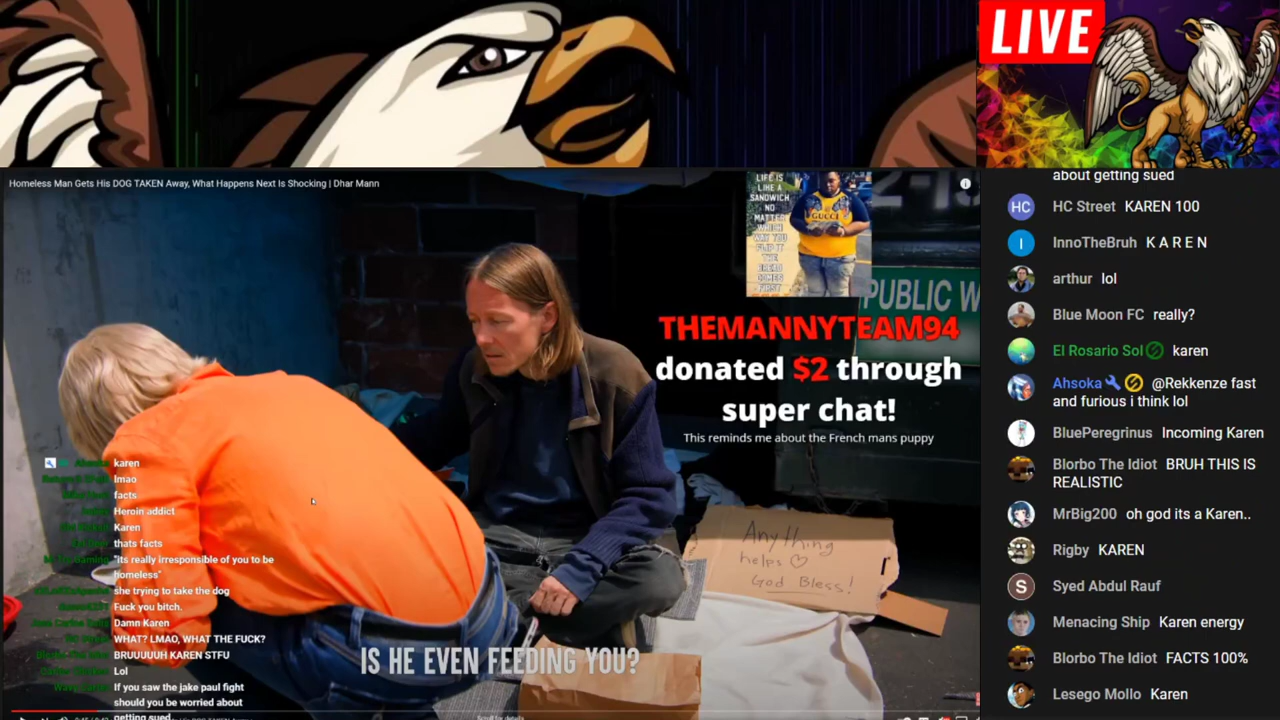 LIVE
Homeless Man Gets His DOG TAKEN Away, What Happens Next Is Shocking | Dhar Mann
LIFE IS
LIKE A
SANDWICH
NO
MATTER
WHICH
WAY YOU
FLIP IT
THE
BREAD
COMES
FIRST
GUCCI
PUBLIC W
THEMANNYTEAM94
donated $2 through
super chat!
This reminds me about the French mans puppy
Anything
helps ♡
God Bless!
Ahsoka karen
lmao
facts
Heroin addict
Karen
thats facts
"its really irresponsible of you to be
homeless"
she trying to take the dog
Fuck you bitch.
Damn Karen
WHAT? LMAO, WHAT THE FUCK?
BRUUUUUH KAREN STFU
Lol
If you saw the jake paul fight
should you be worried about
getting sued
IS HE EVEN FEEDING YOU?
about getting sued
HC HC Street KAREN 100
I InnoTheBruh K A R E N
arthur lol
Blue Moon FC really?
El Rosario Sol karen
Ahsoka @Rekkenze fast
and furious i think lol
BluePeregrinus Incoming Karen
Blorbo The Idiot BRUH THIS IS
REALISTIC
MrBig200 oh god its a Karen..
Rigby KAREN
S Syed Abdul Rauf
Menacing Ship Karen energy
Blorbo The Idiot FACTS 100%
Lesego Mollo Karen